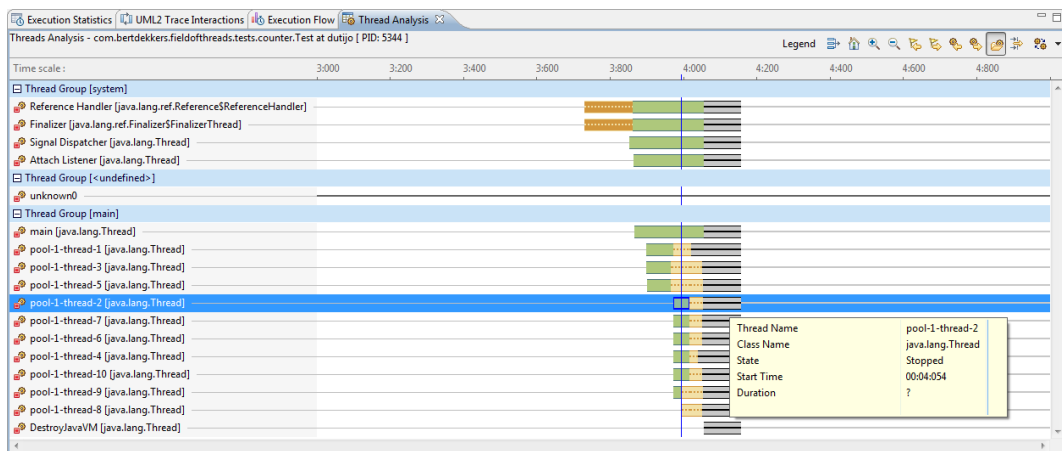 Execution Statistics UML2 Trace Interactions Execution Flow Thread Analysis
Threads Analysis - com.bertdekkers.fieldofthreads.tests.counter.Test at dutijo [ PID: 5344 ]
Legend
Time scale : 3:000 3:200 3:400 3:600 3:800 4:000 4:200 4:400 4:600 4:800
Thread Group [system]
Reference Handler [java.lang.ref.Reference$ReferenceHandler]
Finalizer [java.lang.ref.Finalizer$FinalizerThread]
Signal Dispatcher [java.lang.Thread]
Attach Listener [java.lang.Thread]
Thread Group [<undefined>]
unknown0
Thread Group [main]
main [java.lang.Thread]
pool-1-thread-1 [java.lang.Thread]
pool-1-thread-3 [java.lang.Thread]
pool-1-thread-5 [java.lang.Thread]
pool-1-thread-2 [java.lang.Thread]
pool-1-thread-7 [java.lang.Thread]
pool-1-thread-6 [java.lang.Thread]
pool-1-thread-4 [java.lang.Thread]
pool-1-thread-10 [java.lang.Thread]
pool-1-thread-9 [java.lang.Thread]
pool-1-thread-8 [java.lang.Thread]
DestroyJavaVM [java.lang.Thread]
Thread Name pool-1-thread-2
Class Name java.lang.Thread
State Stopped
Start Time 00:04:054
Duration ?